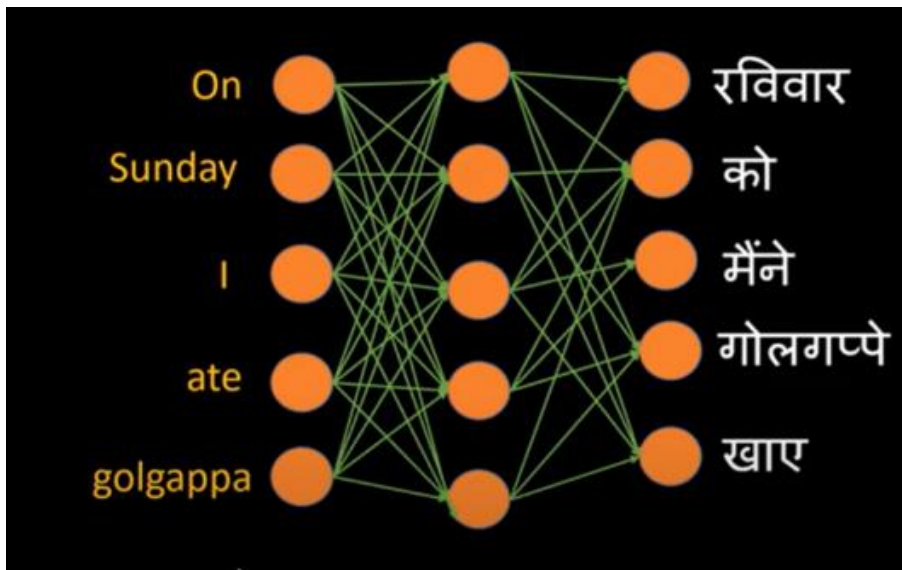 On
Sunday
I
ate
golgappa
रविवार
को
मैंने
गोलगप्पे
खाए